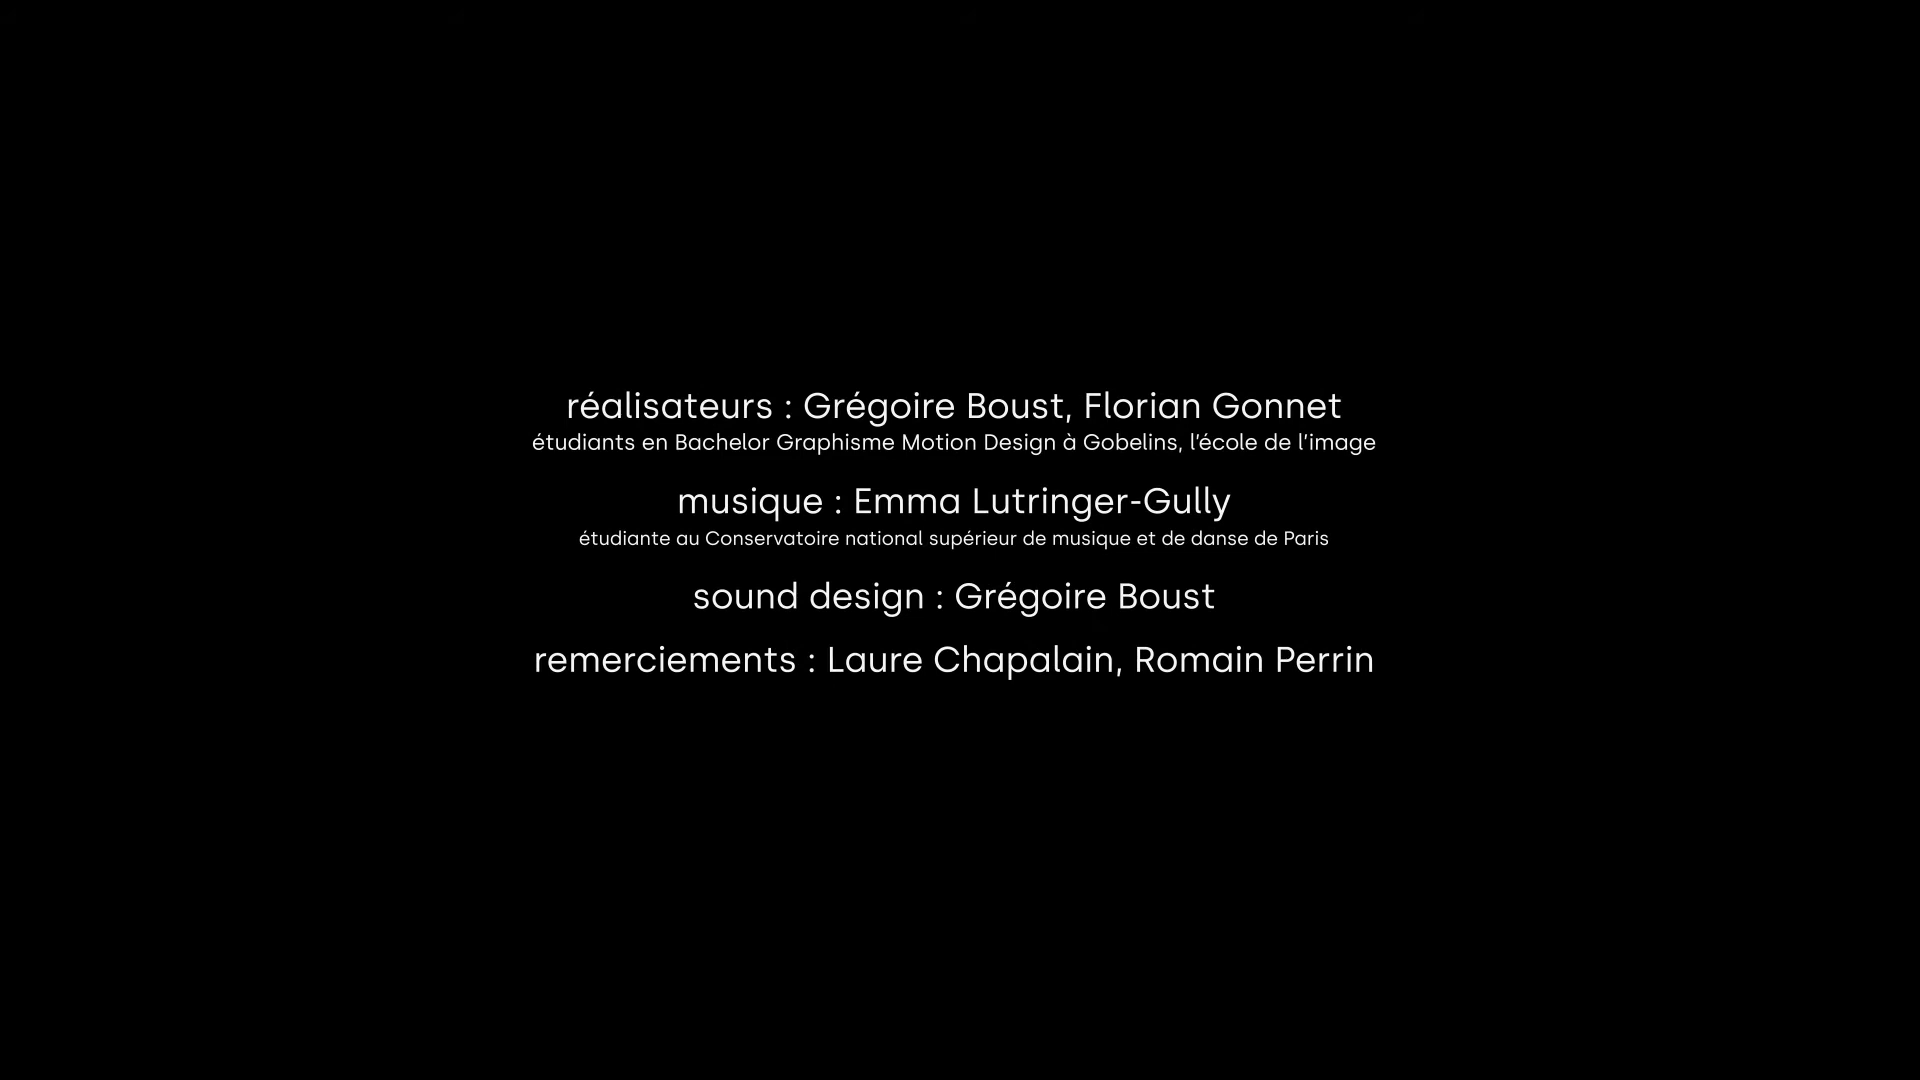 réalisateurs : Grégoire Boust, Florian Gonnet
étudiants en Bachelor Graphisme Motion Design à Gobelins, l’école de l’image
musique : Emma Lutringer-Gully
étudiante au Conservatoire national supérieur de musique et de danse de Paris
sound design : Grégoire Boust
remerciements : Laure Chapalain, Romain Perrin